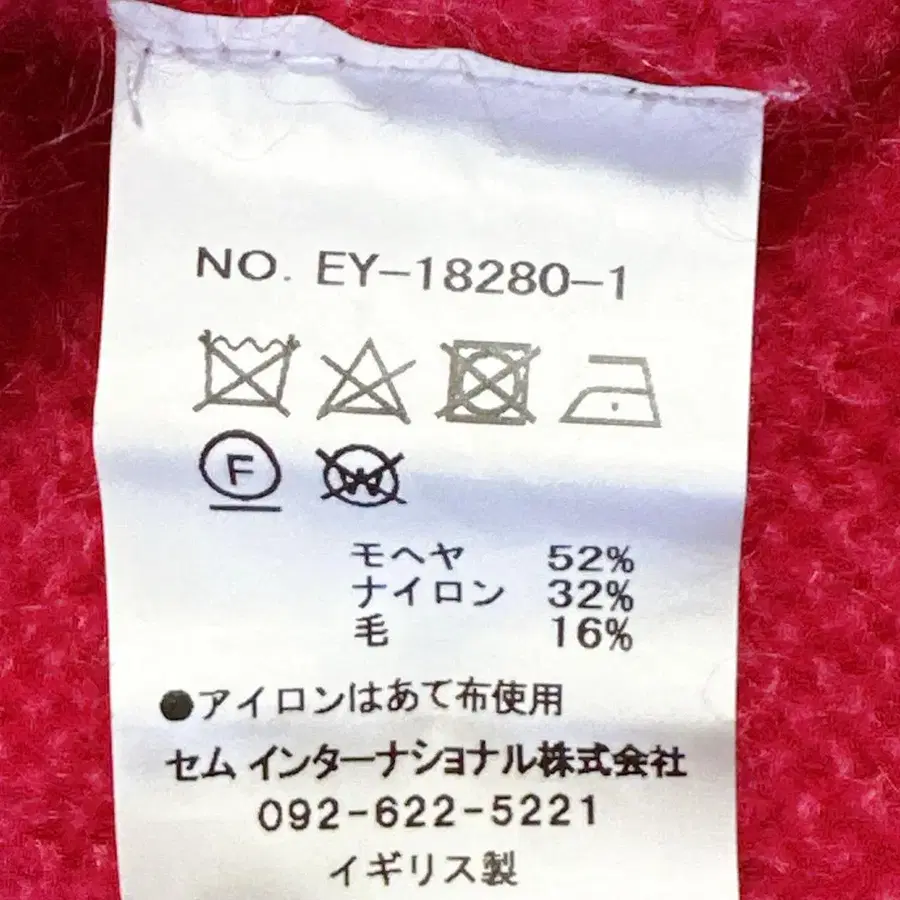 NO. EY-18280-1
F W
モヘヤ 52%
ナイロン 32%
毛 16%
●アイロンはあて布使用
セム インターナショナル株式会社
092-622-5221
イギリス製